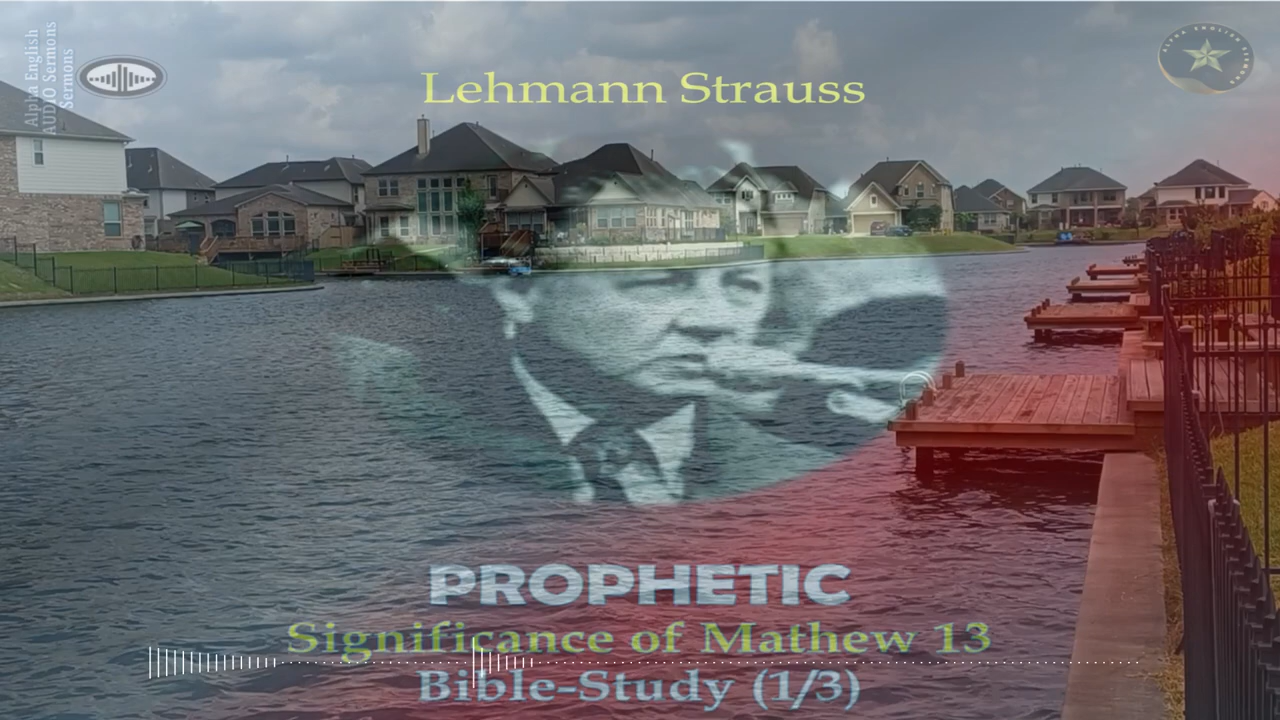 Alpha English
AUDIO Sermons
Sermons
Lehmann Strauss
PROPHETIC
Significance of Mathew 13
Bible-Study (1/3)